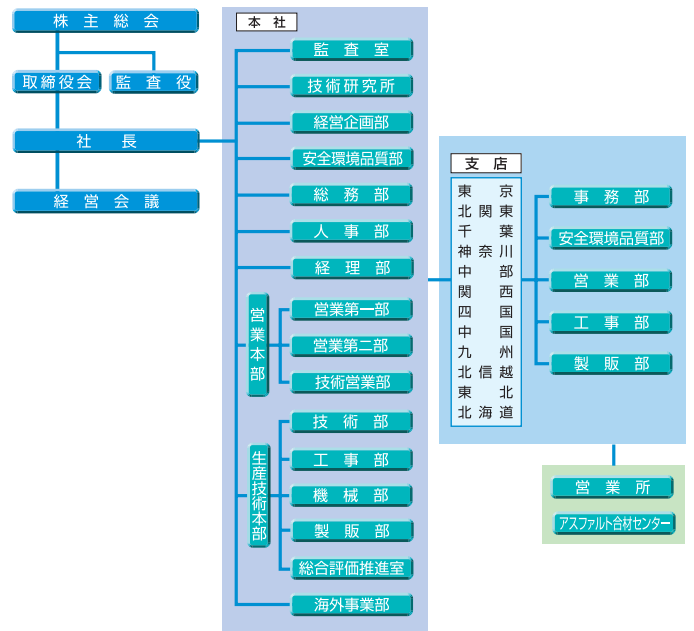 株主総会
取締役会
監査役
社長
経営会議
本社
監査室
技術研究所
経営企画部
安全環境品質部
総務部
人事部
経理部
営業本部
営業第一部
営業第二部
技術営業部
生産技術本部
技術部
工事部
機械部
製販部
総合評価推進室
海外事業部
支店
東京
北関東
千葉
神奈川
中部
関西
四国
中国
九州
北信越
東北
北海道
事務部
安全環境品質部
営業部
工事部
製販部
営業所
アスファルト合材センター